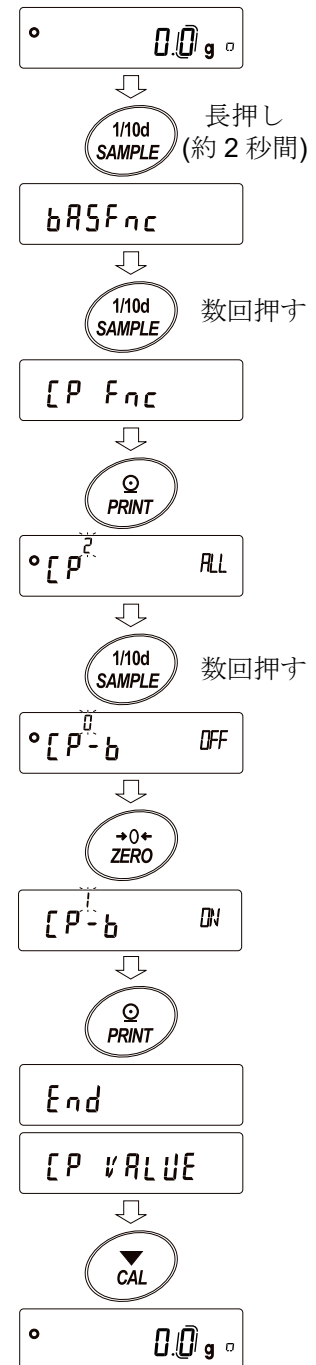 0.0 g
1/10d
SAMPLE
長押し
(約 2 秒間)
bASFnc
1/10d
SAMPLE
数回押す
CP Fnc
PRINT
2
CP ALL
1/10d
SAMPLE
数回押す
0
CP-b OFF
→0←
ZERO
1
CP-b ON
PRINT
End
CP VALUE
CAL
0.0 g